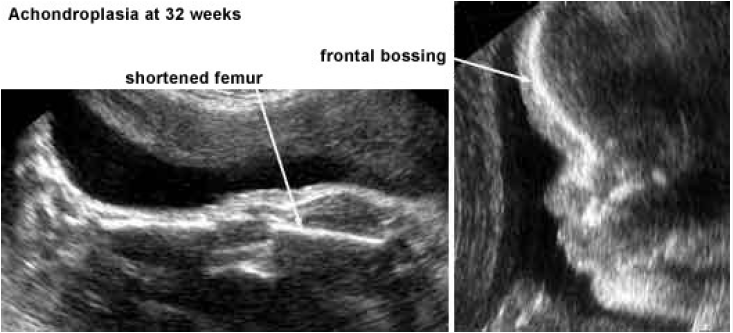 Achondroplasia at 32 weeks
frontal bossing
shortened femur